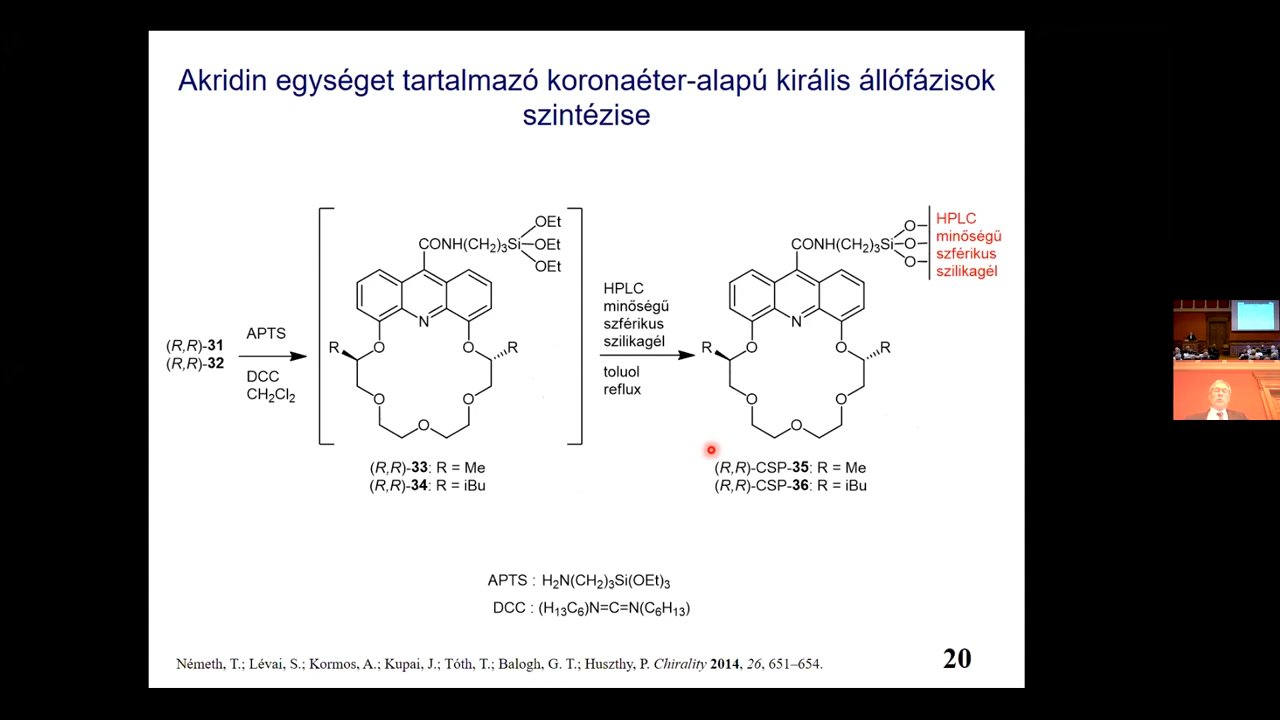 Akridin egységet tartalmazó koronaéter-alapú királis állófázisok
szintézise
(R,R)-31
(R,R)-32
APTS
DCC
CH₂Cl₂
CONH(CH₂)₃Si
OEt
OEt
OEt
N
R
O
O
R
O
O
O
(R,R)-33: R = Me
(R,R)-34: R = iBu
HPLC
minőségű
szférikus
szilikagél
toluol
reflux
CONH(CH₂)₃Si
O
O
O
HPLC
minőségű
szférikus
szilikagél
N
R
O
O
R
O
O
O
(R,R)-CSP-35: R = Me
(R,R)-CSP-36: R = iBu
APTS : H₂N(CH₂)₃Si(OEt)₃
DCC : (H₁₃C₆)N=C=N(C₆H₁₃)
Németh, T.; Lévai, S.; Kormos, A.; Kupai, J.; Tóth, T.; Balogh, G. T.; Huszthy, P. Chirality 2014, 26, 651–654.
20